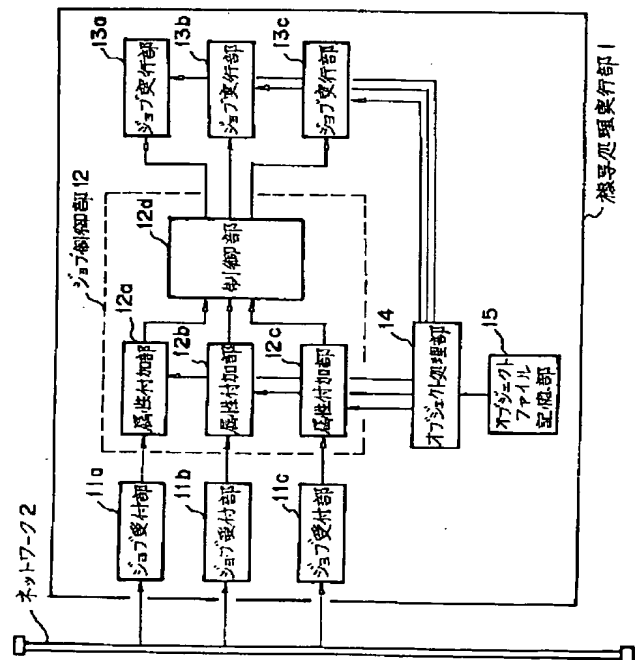 ネットワーク2
11a
ジョブ受付部
11b
ジョブ受付部
11c
ジョブ受付部
ジョブ制御部12
12a
属性付加部
12b
属性付加部
12c
属性付加部
12d
制御部
13a
ジョブ実行部
13b
ジョブ実行部
13c
ジョブ実行部
14
オブジェクト処理部
15
オブジェクト
ファイル
記憶部
複写処理実行部1